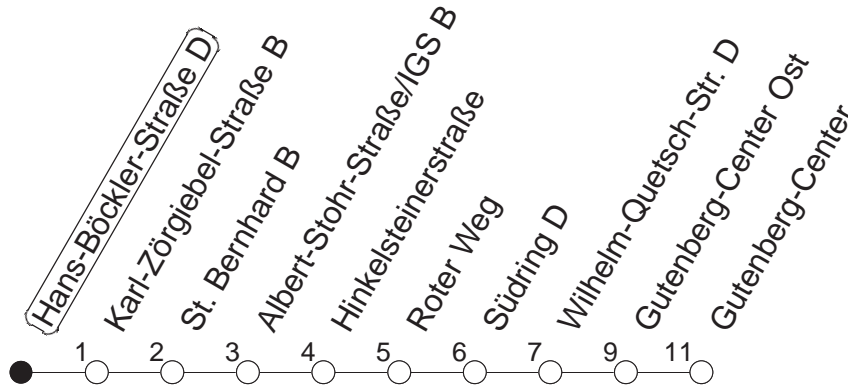 Hans-Böckler-Straße D
Karl-Zörgiebel-Straße B
St. Bernhard B
Albert-Stohr-Straße/IGS B
Hinkelsteinerstraße
Roter Weg
Südring D
Wilhelm-Quetsch-Str. D
Gutenberg-Center Ost
Gutenberg-Center
1 2 3 4 5 6 7 9 11